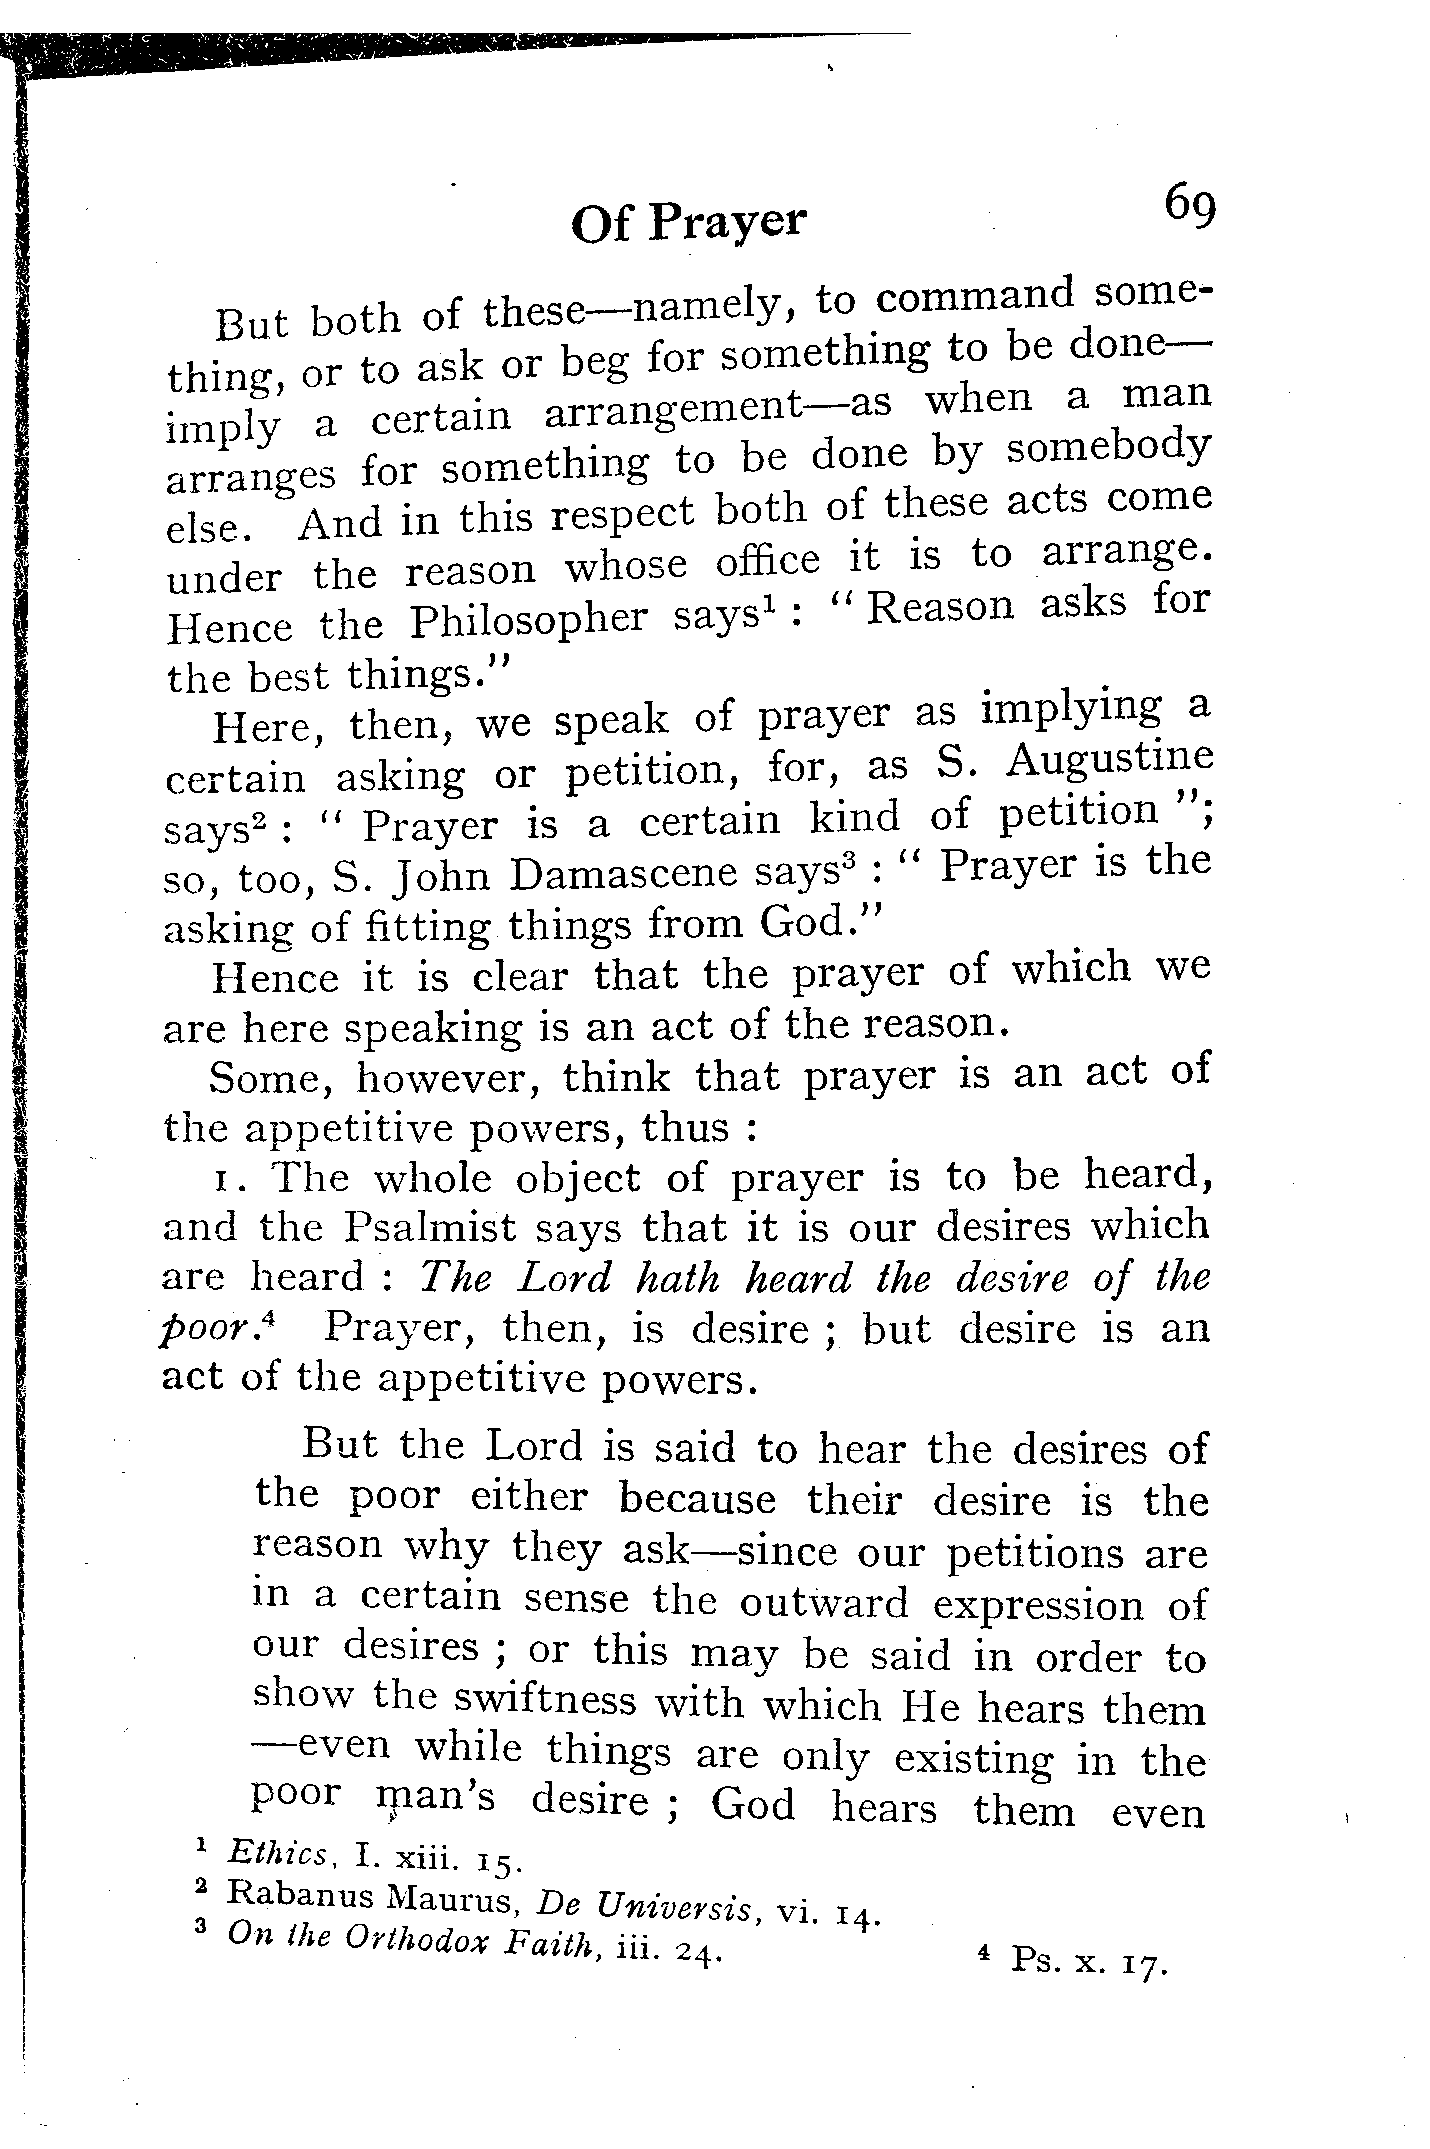 Of Prayer 69
But both of these—namely, to command some-
thing, or to ask or beg for something to be done—
imply a certain arrangement—as when a man
arranges for something to be done by somebody
else. And in this respect both of these acts come
under the reason whose office it is to arrange.
Hence the Philosopher says¹ : “ Reason asks for
the best things.”
Here, then, we speak of prayer as implying a
certain asking or petition, for, as S. Augustine
says² : “ Prayer is a certain kind of petition ”;
so, too, S. John Damascene says³ : “ Prayer is the
asking of fitting things from God.”
Hence it is clear that the prayer of which we
are here speaking is an act of the reason.
Some, however, think that prayer is an act of
the appetitive powers, thus :
1. The whole object of prayer is to be heard,
and the Psalmist says that it is our desires which
are heard : The Lord hath heard the desire of the
poor.⁴ Prayer, then, is desire ; but desire is an
act of the appetitive powers.
But the Lord is said to hear the desires of
the poor either because their desire is the
reason why they ask—since our petitions are
in a certain sense the outward expression of
our desires ; or this may be said in order to
show the swiftness with which He hears them
—even while things are only existing in the
poor man’s desire ; God hears them even
¹ Ethics, I. xiii. 15.
² Rabanus Maurus, De Universis, vi. 14.
³ On the Orthodox Faith, iii. 24. ⁴ Ps. x. 17.